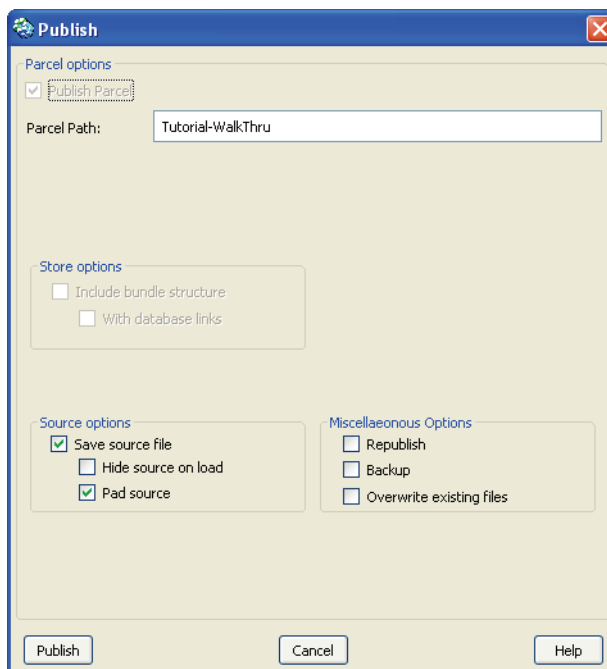 Publish
Parcel options
Publish Parcel
Parcel Path:
Tutorial-WalkThru
Store options
Include bundle structure
With database links
Source options
Save source file
Hide source on load
Pad source
Miscellaeonous Options
Republish
Backup
Overwrite existing files
Publish
Cancel
Help